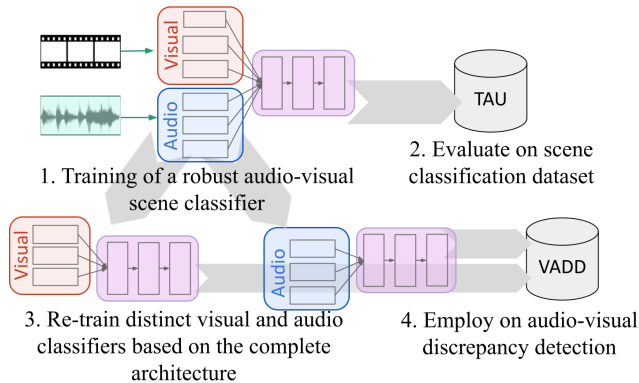 Visual
Audio
TAU
1. Training of a robust audio-visual
scene classifier
2. Evaluate on scene
classification dataset
Visual
Audio
VADD
3. Re-train distinct visual and audio
classifiers based on the complete
architecture
4. Employ on audio-visual
discrepancy detection